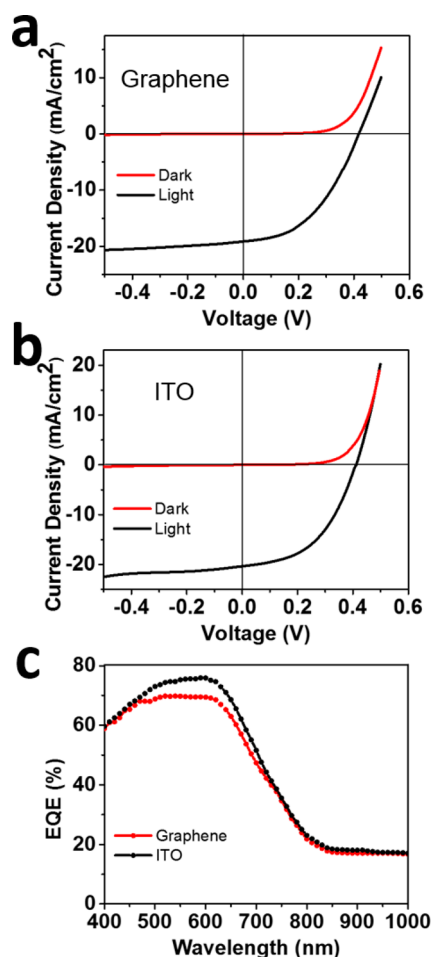 a
Graphene
Current Density (mA/cm²)
10
0
-10
-20
Dark
Light
-0.4 -0.2 0.0 0.2 0.4 0.6
Voltage (V)
b
ITO
Current Density (mA/cm²)
20
10
0
-10
-20
Dark
Light
-0.4 -0.2 0.0 0.2 0.4 0.6
Voltage (V)
c
EQE (%)
80
60
40
20
0
Graphene
ITO
400 500 600 700 800 900 1000
Wavelength (nm)